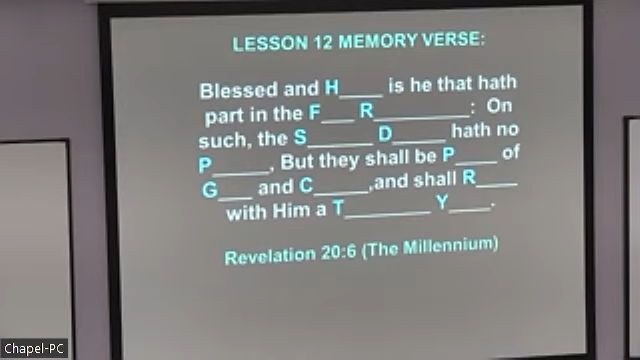 LESSON 12 MEMORY VERSE:
Blessed and H____ is he that hath
part in the F___ R_________: On
such, the S______ D_____ hath no
P_____, But they shall be P____ of
G___ and C_____,and shall R____
with Him a T________ Y____.
Revelation 20:6 (The Millennium)
Chapel-PC